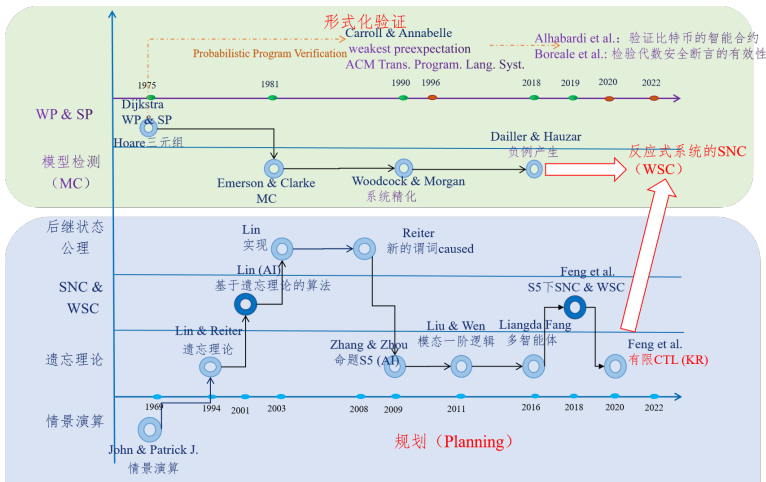 形式化验证
Carroll & Annabelle
Probabilistic Program Verification
weakest preexpectation
ACM Trans. Program. Lang. Syst.
Alhabardi et al.：验证比特币的智能合约
Boreale et al.: 检验代数安全断言的有效性
1975
1981
1990
1996
2018
2019
2020
2022
WP & SP
Dijkstra
WP & SP
Hoare三元组
模型检测
（MC）
Emerson & Clarke
MC
Woodcock & Morgan
系统精化
Dailler & Hauzar
负例产生
反应式系统的SNC
（WSC）
后继状态
公理
Lin
实现
Reiter
新的谓词caused
SNC &
WSC
Lin (AI)
基于遗忘理论的算法
Feng et al.
S5下SNC & WSC
遗忘理论
Lin & Reiter
遗忘理论
Zhang & Zhou
命题S5 (AI)
Liu & Wen
模态一阶逻辑
Liangda Fang
多智能体
Feng et al.
有限CTL (KR)
1969
1994
2001
2003
2008
2009
2011
2016
2018
2020
2022
情景演算
John & Patrick J.
情景演算
规划（Planning）